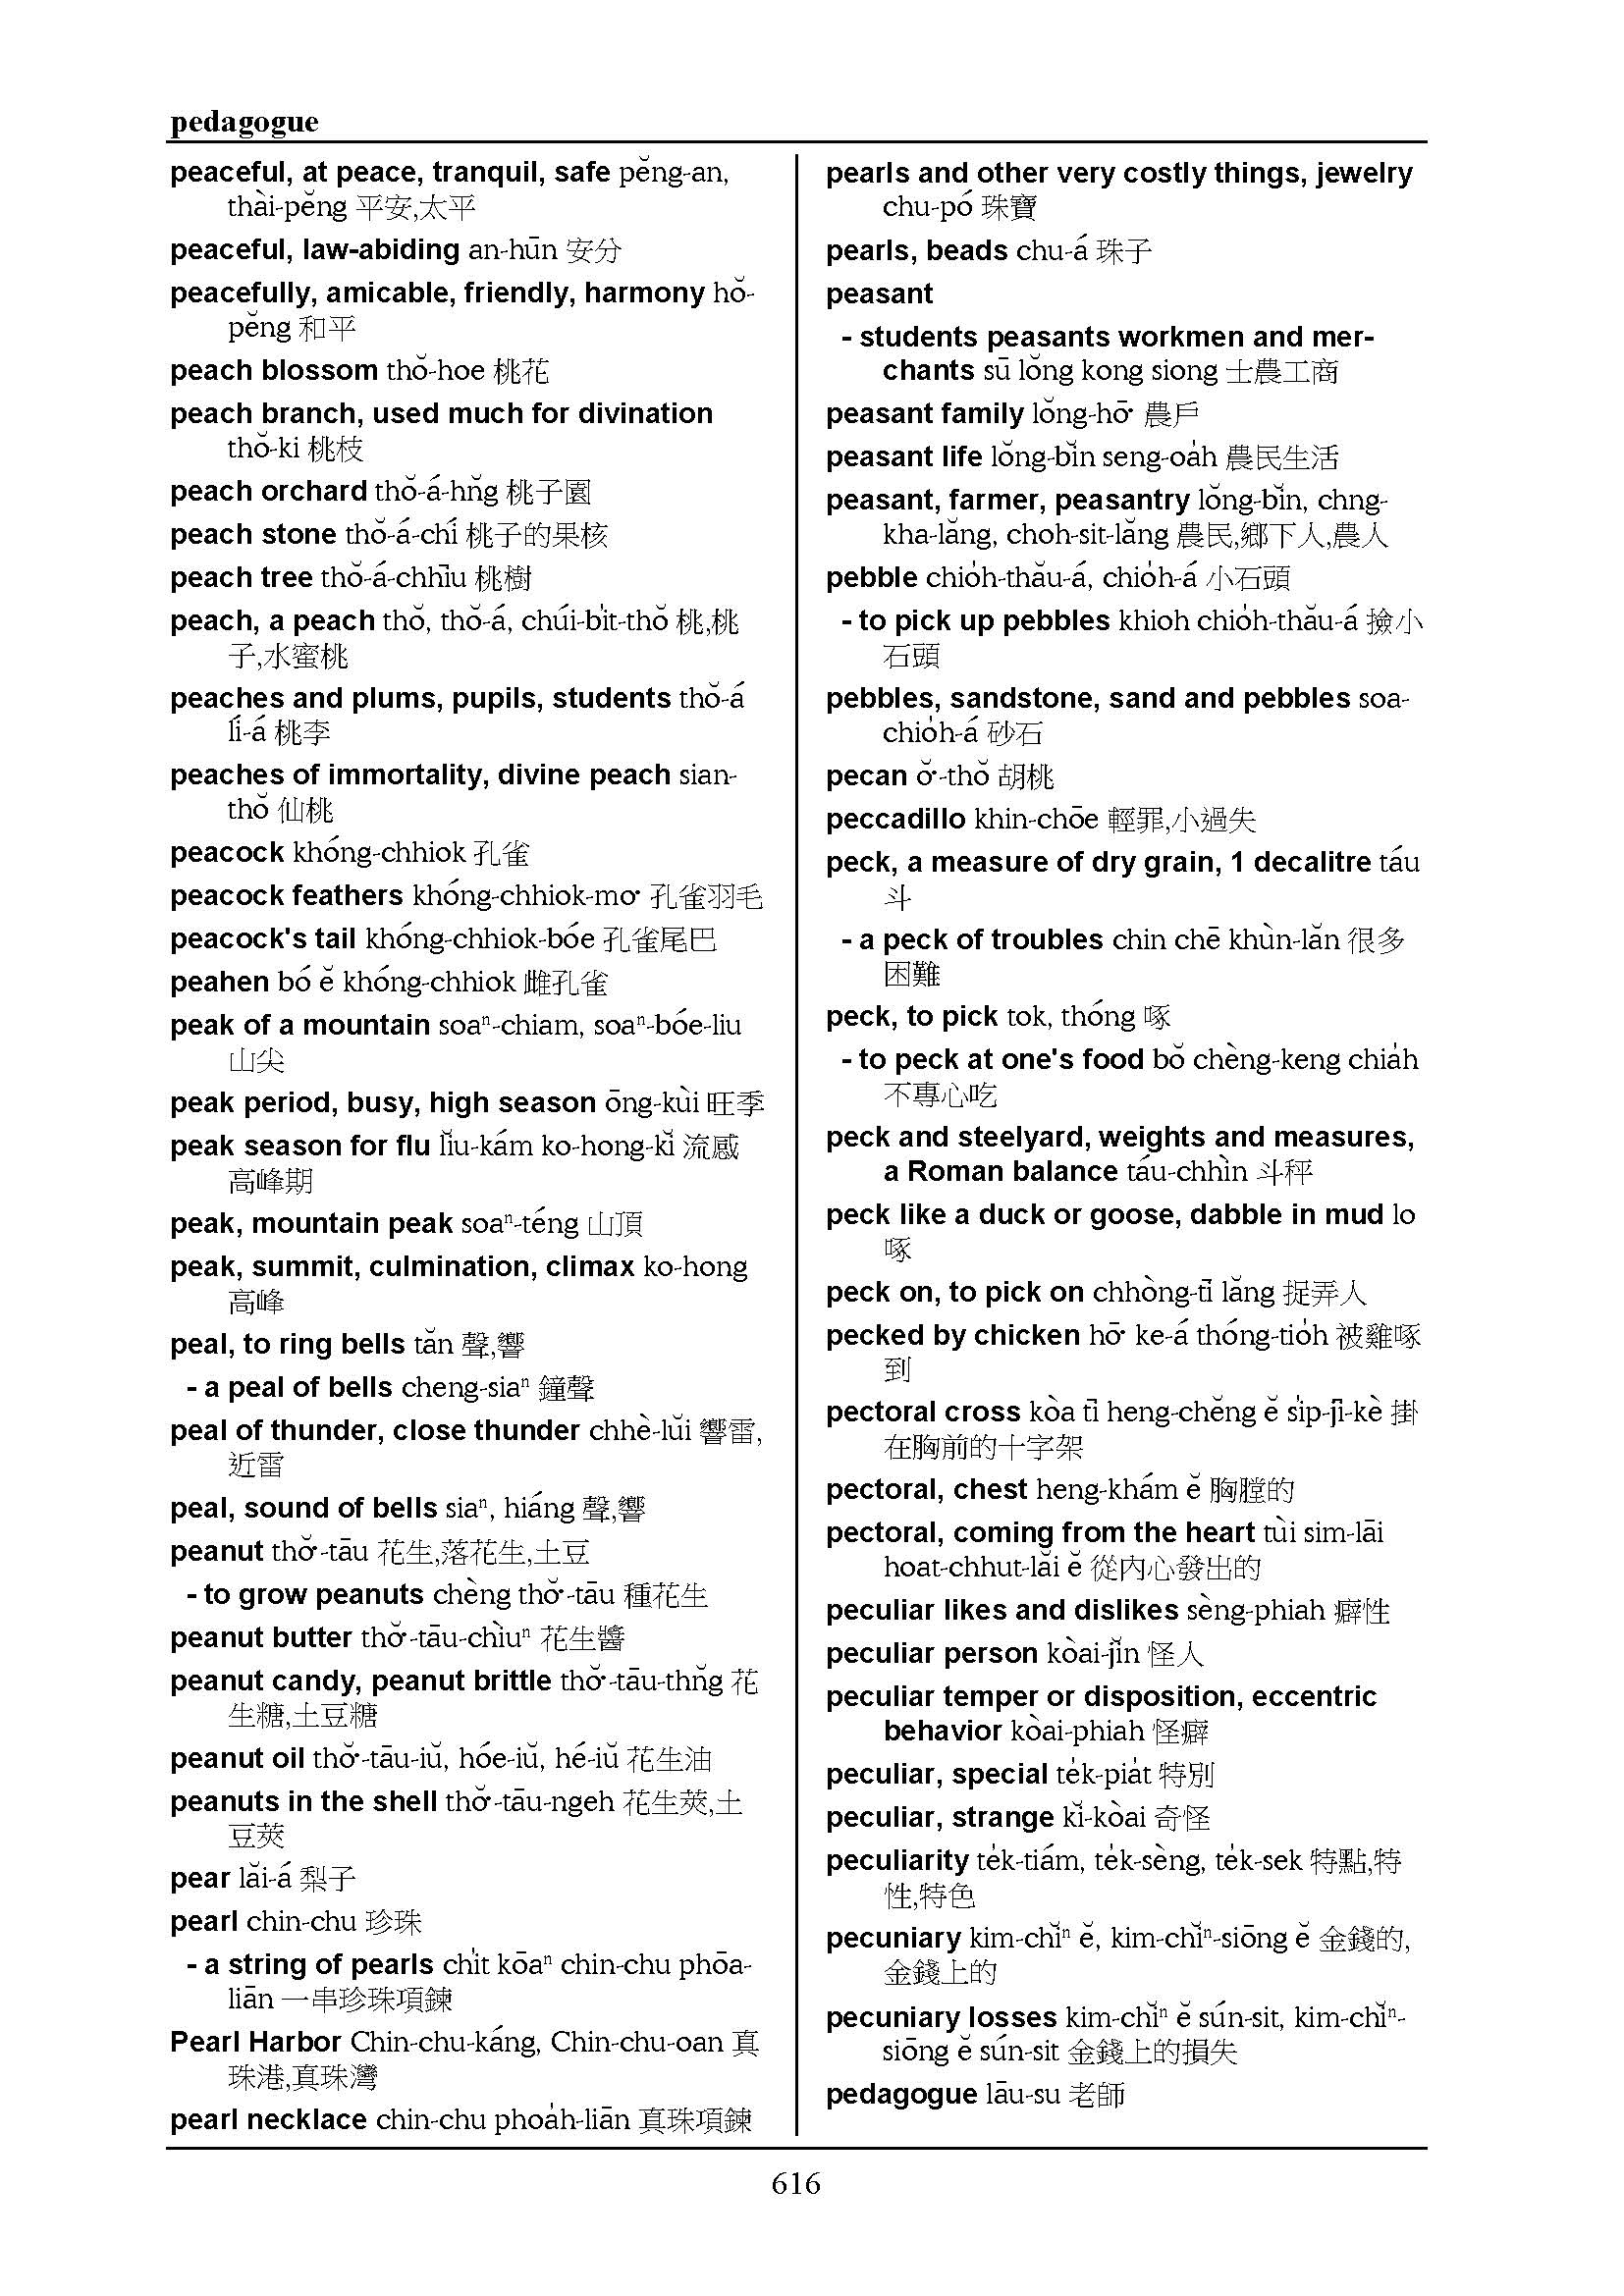 pedagogue
peaceful, at peace, tranquil, safe pĕng-an,
thài-pĕng 平安,太平
peaceful, law-abiding an-hūn 安分
peacefully, amicable, friendly, harmony hŏ-
pĕng 和平
peach blossom thŏ-hoe 桃花
peach branch, used much for divination
thŏ-ki 桃枝
peach orchard thŏ-á-hn̆g 桃子園
peach stone thŏ-á-chí 桃子的果核
peach tree thŏ-á-chhīu 桃樹
peach, a peach thŏ, thŏ-á, chúi-bi̍t-thŏ 桃,桃
子,水蜜桃
peaches and plums, pupils, students thŏ-á
lí-á 桃李
peaches of immortality, divine peach sian-
thŏ 仙桃
peacock khóng-chhiok 孔雀
peacock feathers khóng-chhiok-mo͘ 孔雀羽毛
peacock's tail khóng-chhiok-bóe 孔雀尾巴
peahen bó ĕ khóng-chhiok 雌孔雀
peak of a mountain soaⁿ-chiam, soaⁿ-bóe-liu
山尖
peak period, busy, high season ōng-kùi 旺季
peak season for flu lĭu-kám ko-hong-kĭ 流感
高峰期
peak, mountain peak soaⁿ-téng 山頂
peak, summit, culmination, climax ko-hong
高峰
peal, to ring bells tăn 聲,響
- a peal of bells cheng-siaⁿ 鐘聲
peal of thunder, close thunder chhè-lŭi 響雷,
近雷
peal, sound of bells siaⁿ, hiáng 聲,響
peanut thŏ͘-tāu 花生,落花生,土豆
- to grow peanuts chèng thŏ͘-tāu 種花生
peanut butter thŏ͘-tāu-chìuⁿ 花生醬
peanut candy, peanut brittle thŏ͘-tāu-thn̆g 花
生糖,土豆糖
peanut oil thŏ͘-tāu-iŭ, hóe-iŭ, hé-iŭ 花生油
peanuts in the shell thŏ͘-tāu-ngeh 花生莢,土
豆莢
pear lăi-á 梨子
pearl chin-chu 珍珠
- a string of pearls chi̍t kōaⁿ chin-chu phōa-
liān 一串珍珠項鍊
Pearl Harbor Chin-chu-káng, Chin-chu-oan 真
珠港,真珠灣
pearl necklace chin-chu phoa̍h-liān 真珠項鍊
pearls and other very costly things, jewelry
chu-pó 珠寶
pearls, beads chu-á 珠子
peasant
- students peasants workmen and mer-
chants sū lŏng kong siong 士農工商
peasant family lŏng-hō͘ 農戶
peasant life lŏng-bĭn seng-oa̍h 農民生活
peasant, farmer, peasantry lŏng-bĭn, chng-
kha-lăng, choh-sit-lăng 農民,鄉下人,農人
pebble chio̍h-thău-á, chio̍h-á 小石頭
- to pick up pebbles khioh chio̍h-thău-á 撿小
石頭
pebbles, sandstone, sand and pebbles soa-
chio̍h-á 砂石
pecan ŏ͘-thŏ 胡桃
peccadillo khin-chōe 輕罪,小過失
peck, a measure of dry grain, 1 decalitre táu
斗
- a peck of troubles chin chē khùn-lăn 很多
困難
peck, to pick tok, thóng 啄
- to peck at one's food bŏ chèng-keng chia̍h
不專心吃
peck and steelyard, weights and measures,
a Roman balance táu-chhìn 斗秤
peck like a duck or goose, dabble in mud lo
啄
peck on, to pick on chhòng-tī lăng 捉弄人
pecked by chicken hō͘ ke-á thóng-tio̍h 被雞啄
到
pectoral cross kòa tī heng-chĕng ĕ si̍p-jī-kè 掛
在胸前的十字架
pectoral, chest heng-khám ĕ 胸膛的
pectoral, coming from the heart tùi sim-lāi
hoat-chhut-lăi ĕ 從內心發出的
peculiar likes and dislikes sèng-phiah 癖性
peculiar person kòai-jĭn 怪人
peculiar temper or disposition, eccentric
behavior kòai-phiah 怪癖
peculiar, special te̍k-pia̍t 特別
peculiar, strange kĭ-kòai 奇怪
peculiarity te̍k-tiám, te̍k-sèng, te̍k-sek 特點,特
性,特色
pecuniary kim-chĭⁿ ĕ, kim-chĭⁿ-siōng ĕ 金錢的,
金錢上的
pecuniary losses kim-chĭⁿ ĕ sún-sit, kim-chĭⁿ-
siōng ĕ sún-sit 金錢上的損失
pedagogue lāu-su 老師
616